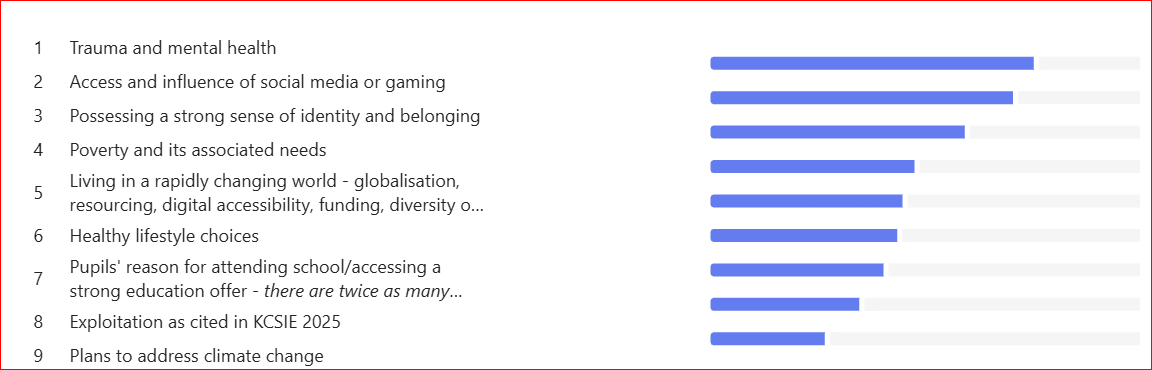 1 Trauma and mental health
2 Access and influence of social media or gaming
3 Possessing a strong sense of identity and belonging
4 Poverty and its associated needs
5 Living in a rapidly changing world - globalisation,
resourcing, digital accessibility, funding, diversity o...
6 Healthy lifestyle choices
7 Pupils' reason for attending school/accessing a
strong education offer - there are twice as many...
8 Exploitation as cited in KCSIE 2025
9 Plans to address climate change